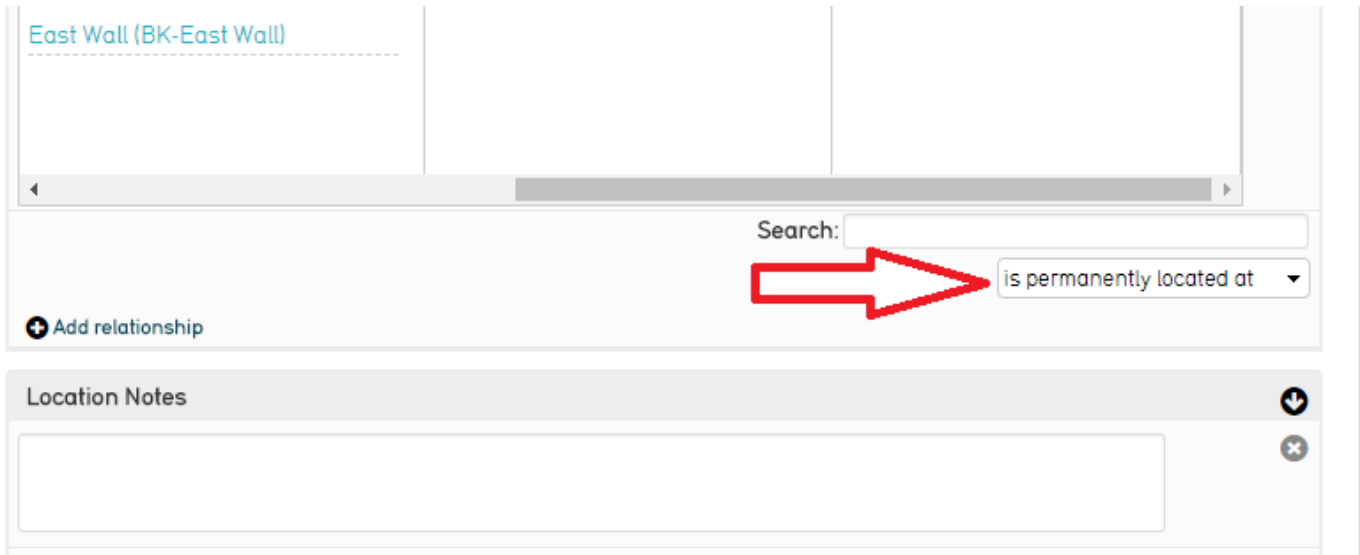 East Wall (BK-East Wall)
Search:
is permanently located at
Add relationship
Location Notes